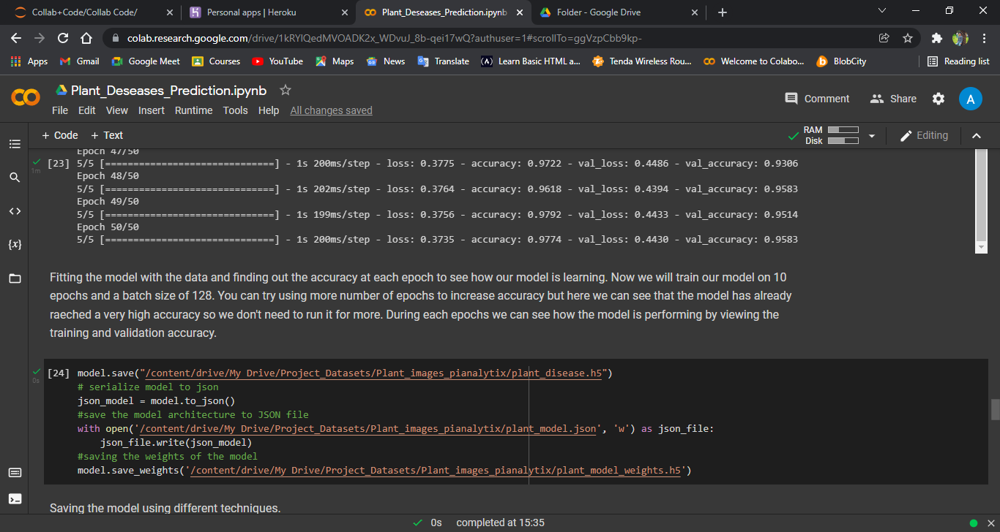 Collab+Code/Collab Code/
Personal apps | Heroku
Plant_Deseases_Prediction.ipynb
Folder - Google Drive
colab.research.google.com/drive/1kRYlQedMVOADK2x_WDvuJ_8b-qei17wQ?authuser=1#scrollTo=ggVzpCbb9kp-
Apps Gmail Google Meet Courses YouTube Maps News Translate Learn Basic HTML a... Tenda Wireless Rou... Welcome to Colabo... BlobCity Reading list
Plant_Deseases_Prediction.ipynb
Comment Share A
File Edit View Insert Runtime Tools Help All changes saved
+ Code + Text RAM Disk Editing
Epoch 47/50
[23] 5/5 [==============================] - 1s 200ms/step - loss: 0.3775 - accuracy: 0.9722 - val_loss: 0.4486 - val_accuracy: 0.9306
1m
Epoch 48/50
5/5 [==============================] - 1s 202ms/step - loss: 0.3764 - accuracy: 0.9618 - val_loss: 0.4394 - val_accuracy: 0.9583
Epoch 49/50
5/5 [==============================] - 1s 199ms/step - loss: 0.3756 - accuracy: 0.9792 - val_loss: 0.4433 - val_accuracy: 0.9514
Epoch 50/50
5/5 [==============================] - 1s 200ms/step - loss: 0.3735 - accuracy: 0.9774 - val_loss: 0.4430 - val_accuracy: 0.9583
Fitting the model with the data and finding out the accuracy at each epoch to see how our model is learning. Now we will train our model on 10
epochs and a batch size of 128. You can try using more number of epochs to increase accuracy but here we can see that the model has already
raeched a very high accuracy so we don't need to run it for more. During each epochs we can see how the model is performing by viewing the
training and validation accuracy.
[24] model.save("/content/drive/My Drive/Project_Datasets/Plant_images_pianalytix/plant_disease.h5")
0s
# serialize model to json
json_model = model.to_json()
#save the model architecture to JSON file
with open('/content/drive/My Drive/Project_Datasets/Plant_images_pianalytix/plant_model.json', 'w') as json_file:
json_file.write(json_model)
#saving the weights of the model
model.save_weights('/content/drive/My Drive/Project_Datasets/Plant_images_pianalytix/plant_model_weights.h5')
Saving the model using different techniques.
0s completed at 15:35